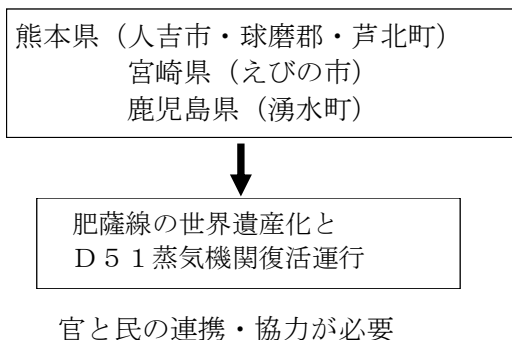 熊本県（人吉市・球磨郡・芦北町）
宮崎県（えびの市）
鹿児島県（湧水町）
肥薩線の世界遺産化と
Ｄ５１蒸気機関復活運行
官と民の連携・協力が必要